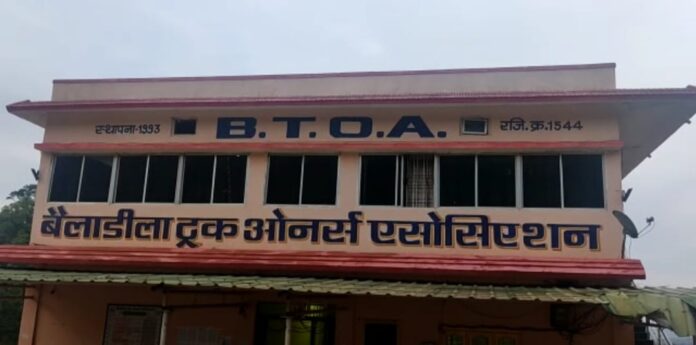 स्थापना-1993 B.T.O.A. रजि.क्र.1544
बैलाडीला ट्रक ओनर्स एसोसिएशन